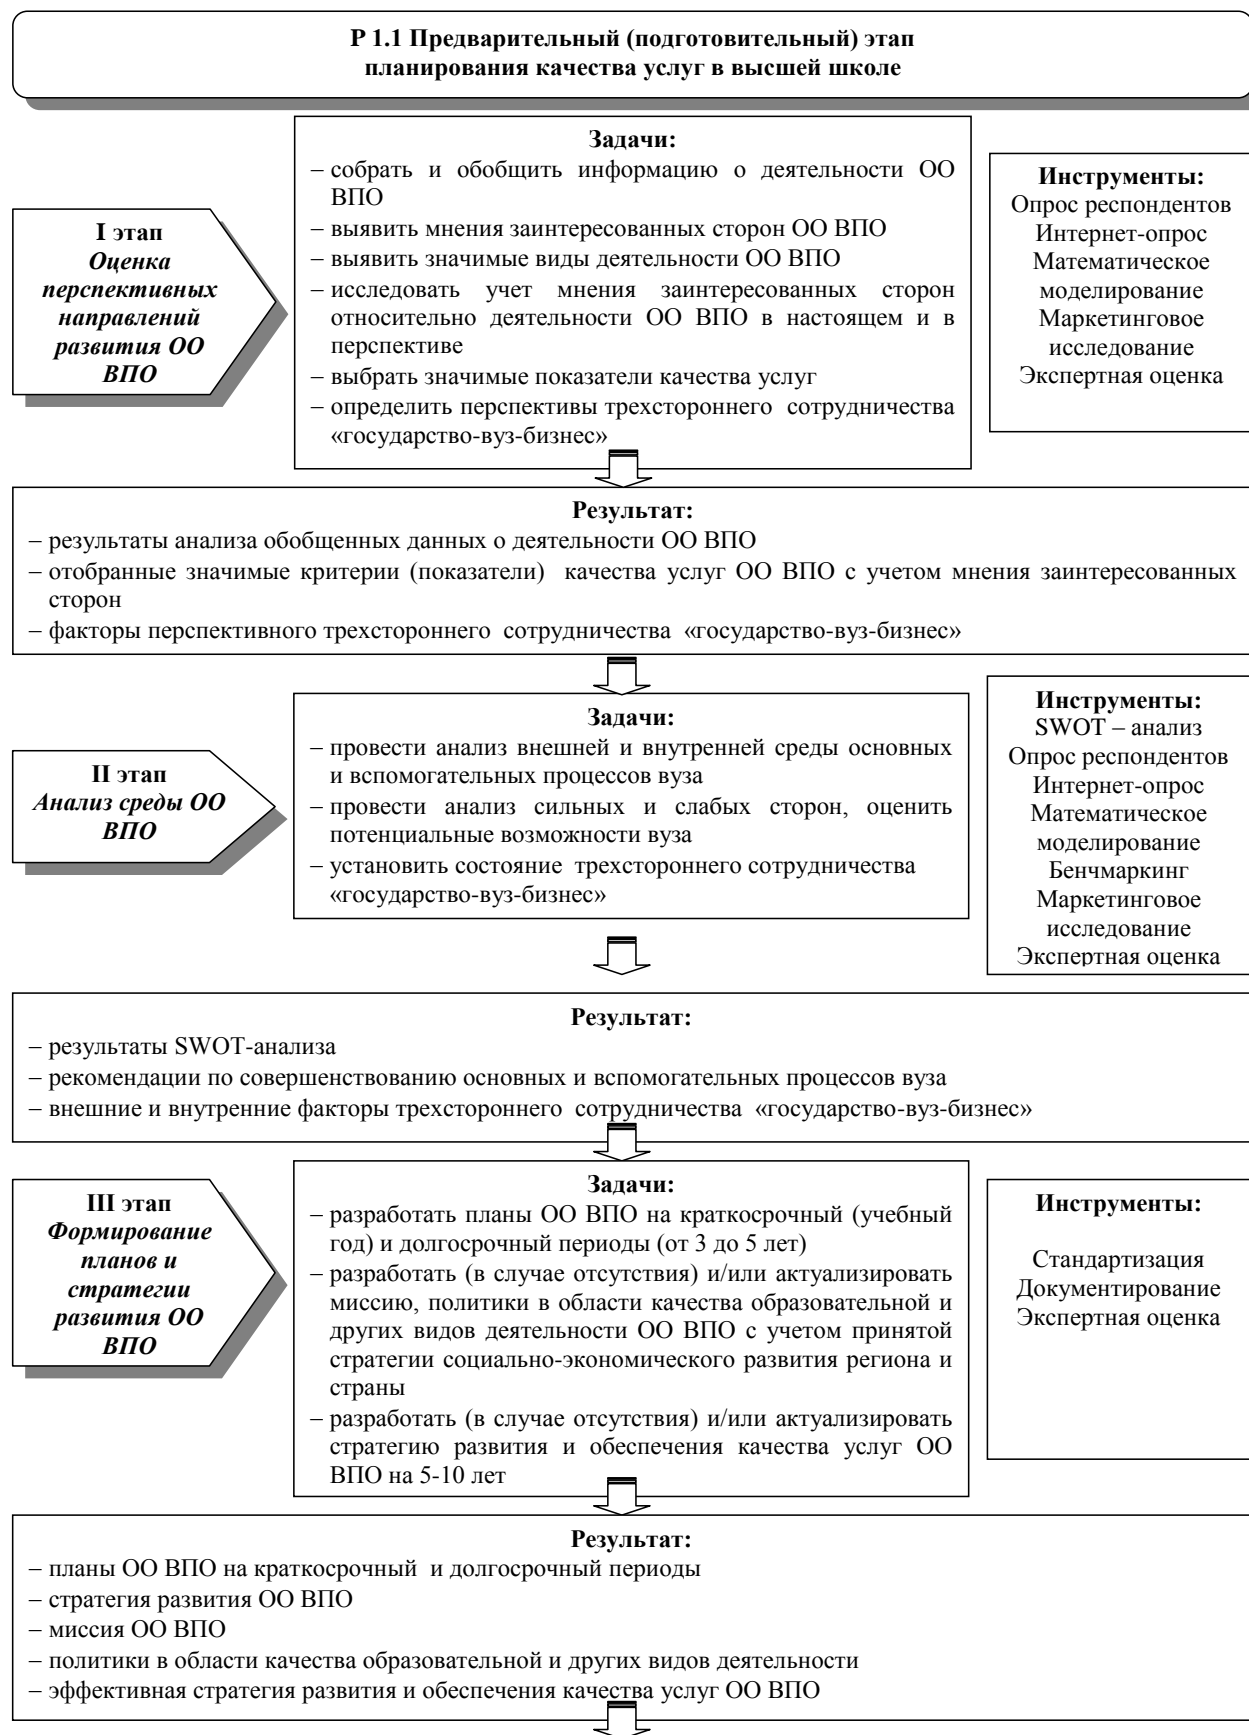 Р 1.1 Предварительный (подготовительный) этап
планирования качества услуг в высшей школе
I этап
Оценка
перспективных
направлений
развития ОО
ВПО
Задачи:
– собрать и обобщить информацию о деятельности ОО
ВПО
– выявить мнения заинтересованных сторон ОО ВПО
– выявить значимые виды деятельности ОО ВПО
– исследовать учет мнения заинтересованных сторон
относительно деятельности ОО ВПО в настоящем и в
перспективе
– выбрать значимые показатели качества услуг
– определить перспективы трехстороннего сотрудничества
«государство-вуз-бизнес»
Инструменты:
Опрос респондентов
Интернет-опрос
Математическое
моделирование
Маркетинговое
исследование
Экспертная оценка
Результат:
– результаты анализа обобщенных данных о деятельности ОО ВПО
– отобранные значимые критерии (показатели) качества услуг ОО ВПО с учетом мнения заинтересованных
сторон
– факторы перспективного трехстороннего сотрудничества «государство-вуз-бизнес»
II этап
Анализ среды ОО
ВПО
Задачи:
– провести анализ внешней и внутренней среды основных
и вспомогательных процессов вуза
– провести анализ сильных и слабых сторон, оценить
потенциальные возможности вуза
– установить состояние трехстороннего сотрудничества
«государство-вуз-бизнес»
Инструменты:
SWOT – анализ
Опрос респондентов
Интернет-опрос
Математическое
моделирование
Бенчмаркинг
Маркетинговое
исследование
Экспертная оценка
Результат:
– результаты SWOT-анализа
– рекомендации по совершенствованию основных и вспомогательных процессов вуза
– внешние и внутренние факторы трехстороннего сотрудничества «государство-вуз-бизнес»
III этап
Формирование
планов и
стратегии
развития ОО
ВПО
Задачи:
– разработать планы ОО ВПО на краткосрочный (учебный
год) и долгосрочный периоды (от 3 до 5 лет)
– разработать (в случае отсутствия) и/или актуализировать
миссию, политики в области качества образовательной и
других видов деятельности ОО ВПО с учетом принятой
стратегии социально-экономического развития региона и
страны
– разработать (в случае отсутствия) и/или актуализировать
стратегию развития и обеспечения качества услуг ОО
ВПО на 5-10 лет
Инструменты:
Стандартизация
Документирование
Экспертная оценка
Результат:
– планы ОО ВПО на краткосрочный и долгосрочный периоды
– стратегия развития ОО ВПО
– миссия ОО ВПО
– политики в области качества образовательной и других видов деятельности
– эффективная стратегия развития и обеспечения качества услуг ОО ВПО